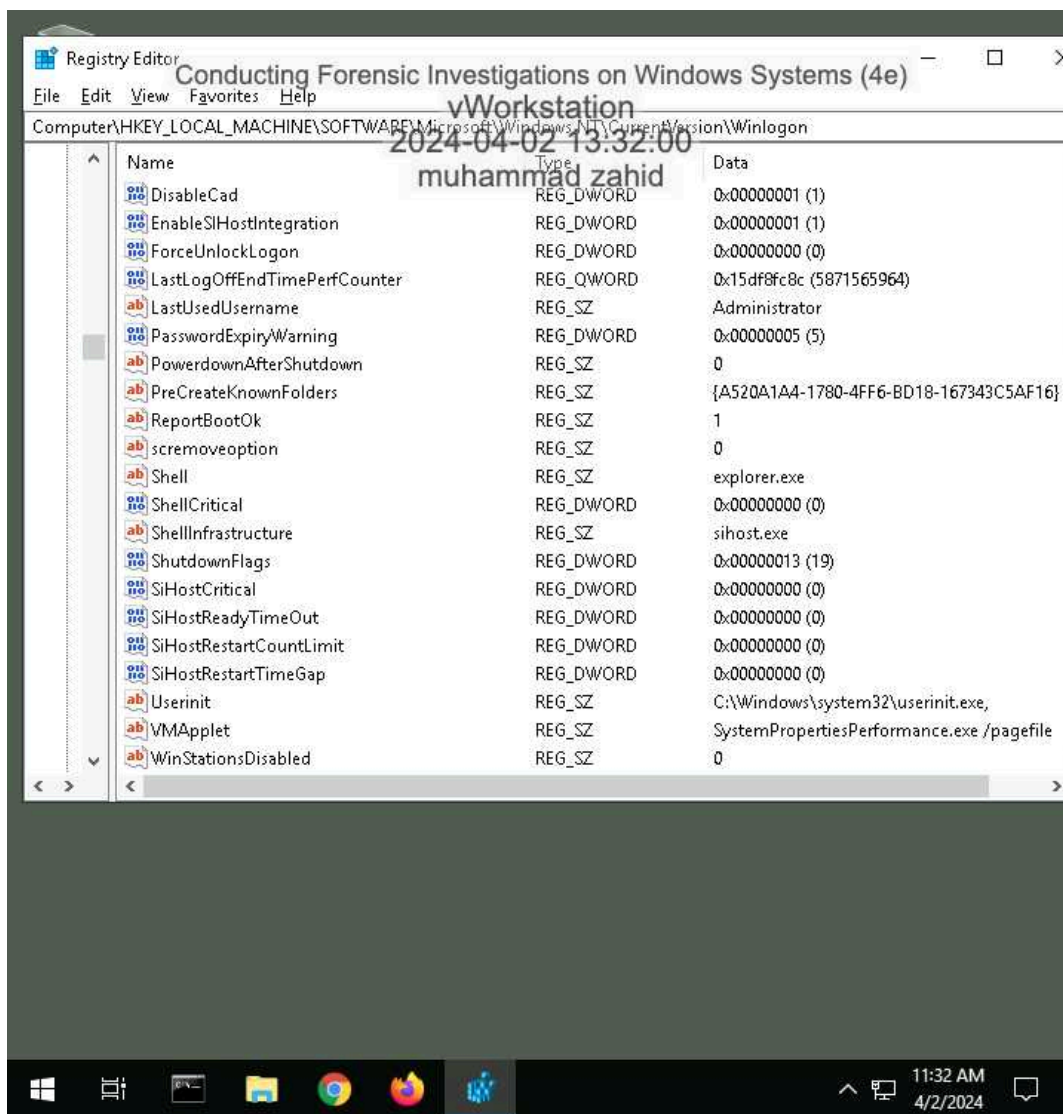 Registry Editor
Conducting Forensic Investigations on Windows Systems (4e)
File Edit View Favorites Help
vWorkstation
Computer\HKEY_LOCAL_MACHINE\SOFTWARE\Microsoft\Windows NT\CurrentVersion\Winlogon
2024-04-02 13:32:00
Name Type Data
muhammad zahid
DisableCad REG_DWORD 0x00000001 (1)
EnableSIHostIntegration REG_DWORD 0x00000001 (1)
ForceUnlockLogon REG_DWORD 0x00000000 (0)
LastLogOffEndTimePerfCounter REG_QWORD 0x15df8fc8c (5871565964)
LastUsedUsername REG_SZ Administrator
PasswordExpiryWarning REG_DWORD 0x00000005 (5)
PowerdownAfterShutdown REG_SZ 0
PreCreateKnownFolders REG_SZ {A520A1A4-1780-4FF6-BD18-167343C5AF16}
ReportBootOk REG_SZ 1
scremoveoption REG_SZ 0
Shell REG_SZ explorer.exe
ShellCritical REG_DWORD 0x00000000 (0)
ShellInfrastructure REG_SZ sihost.exe
ShutdownFlags REG_DWORD 0x00000013 (19)
SiHostCritical REG_DWORD 0x00000000 (0)
SiHostReadyTimeOut REG_DWORD 0x00000000 (0)
SiHostRestartCountLimit REG_DWORD 0x00000000 (0)
SiHostRestartTimeGap REG_DWORD 0x00000000 (0)
Userinit REG_SZ C:\Windows\system32\userinit.exe,
VMApplet REG_SZ SystemPropertiesPerformance.exe /pagefile
WinStationsDisabled REG_SZ 0
11:32 AM
4/2/2024